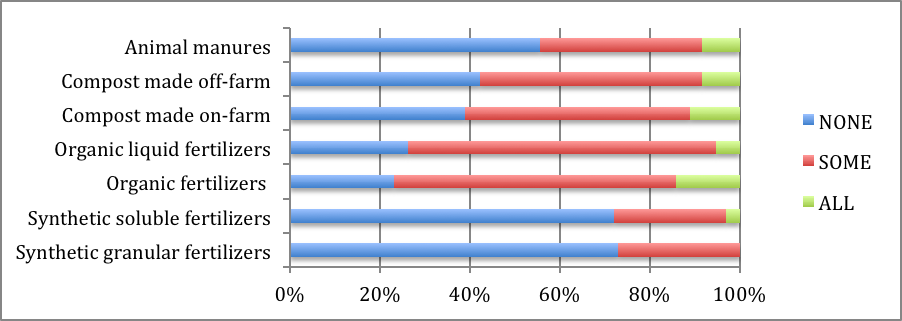 Animal manures
Compost made off-farm
Compost made on-farm
Organic liquid fertilizers
Organic fertilizers
Synthetic soluble fertilizers
Synthetic granular fertilizers
0% 20% 40% 60% 80% 100%
NONE
SOME
ALL